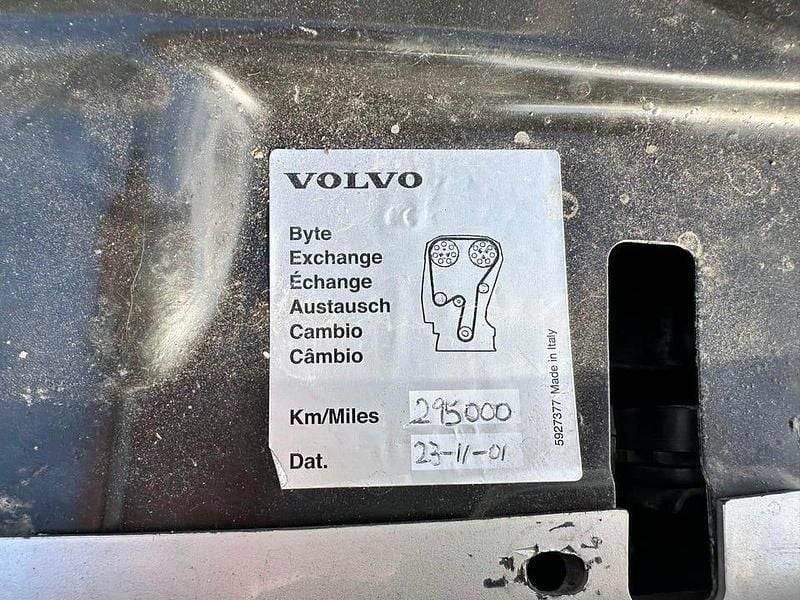 VOLVO
Byte
Exchange
Échange
Austausch
Cambio
Câmbio
Km/Miles 295000
Dat. 23-11-01
5927377 Made in Italy